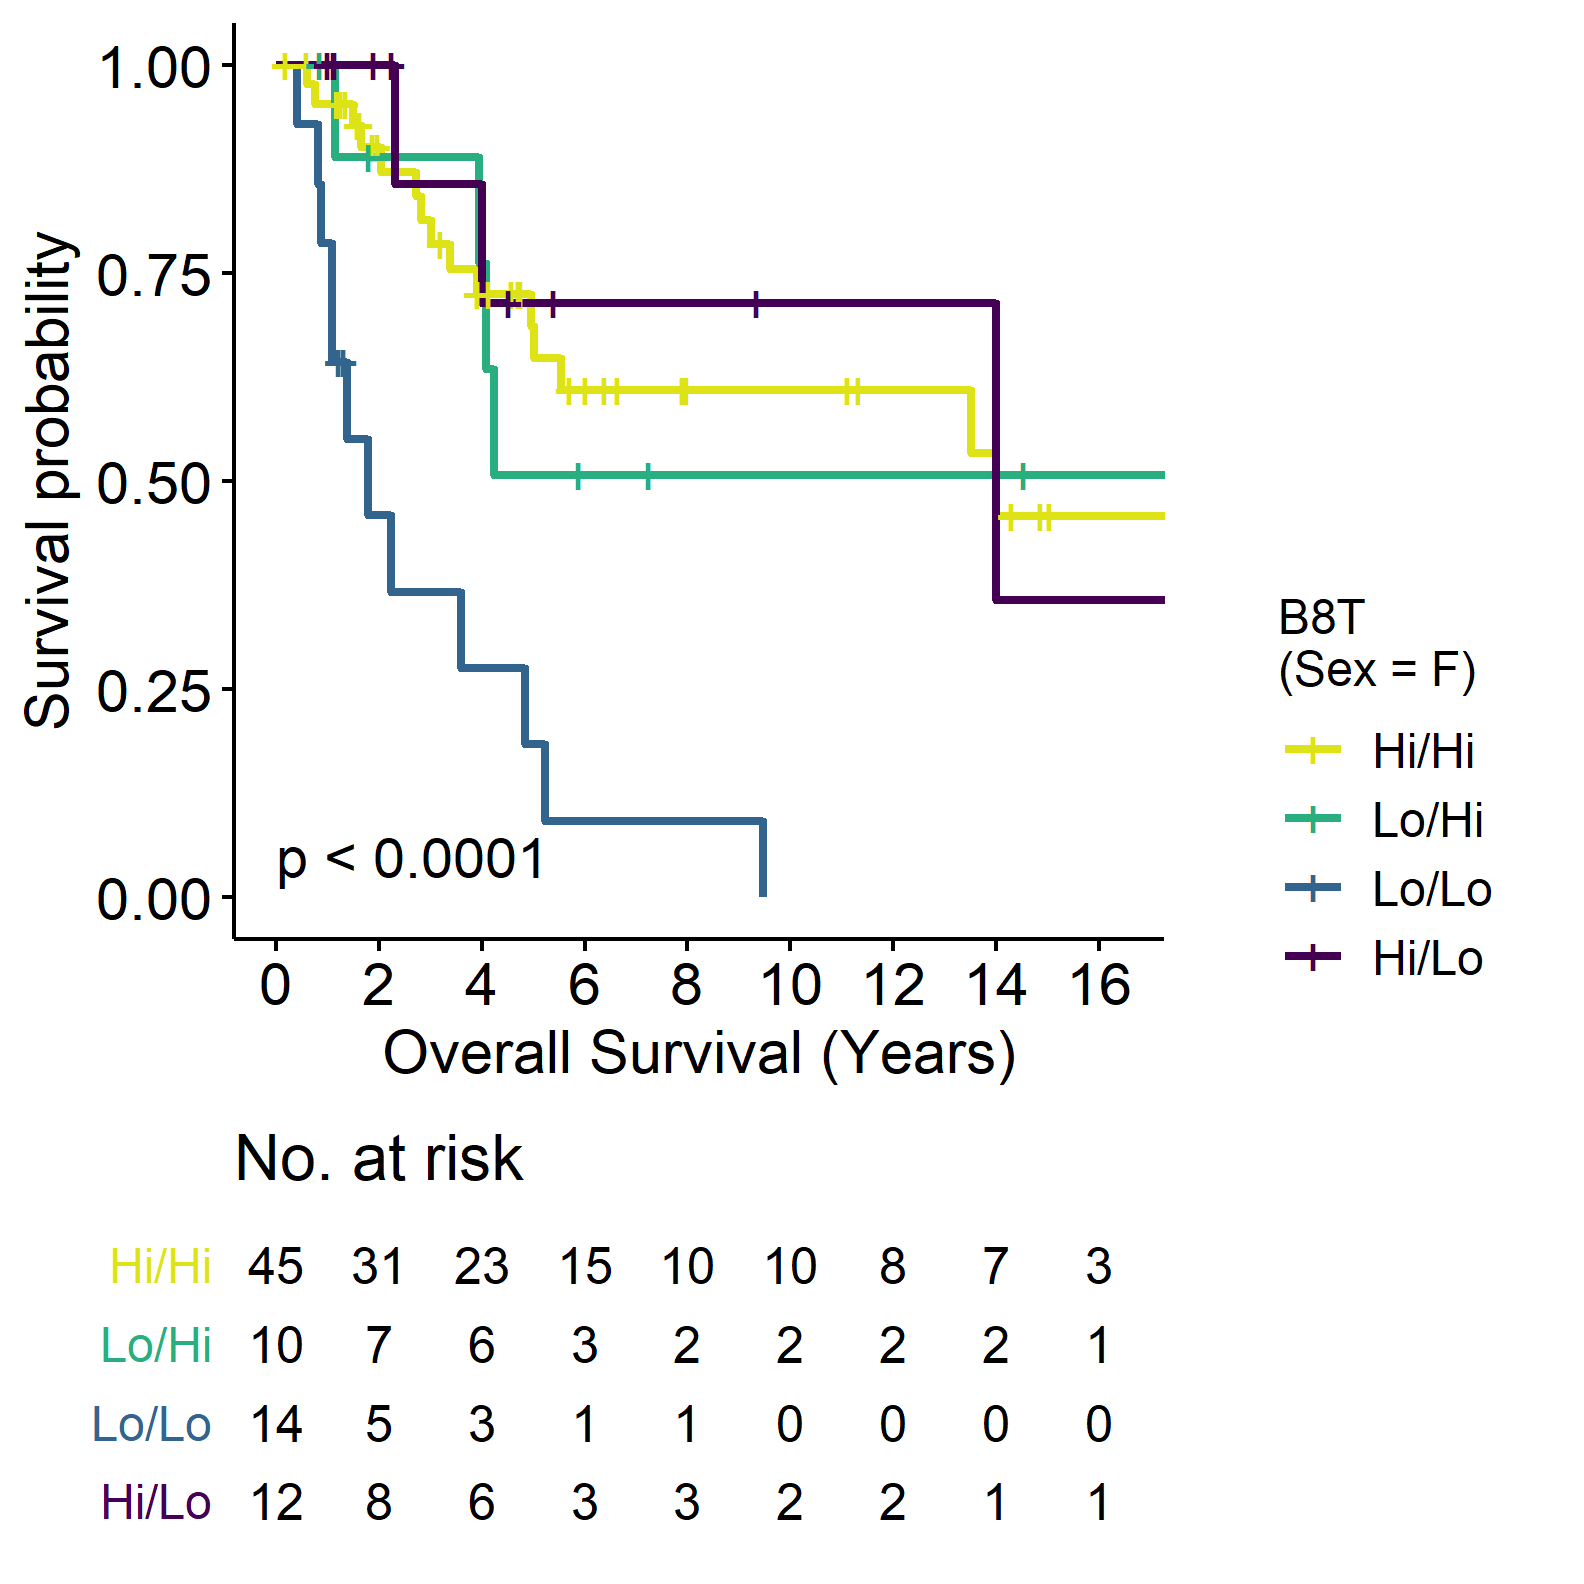 1.00
0.75
0.50
0.25
0.00
Survival probability
p < 0.0001
0 2 4 6 8 10 12 14 16
Overall Survival (Years)
B8T
(Sex = F)
Hi/Hi
Lo/Hi
Lo/Lo
Hi/Lo
No. at risk
Hi/Hi 45 31 23 15 10 10 8 7 3
Lo/Hi 10 7 6 3 2 2 2 2 1
Lo/Lo 14 5 3 1 1 0 0 0 0
Hi/Lo 12 8 6 3 3 2 2 1 1